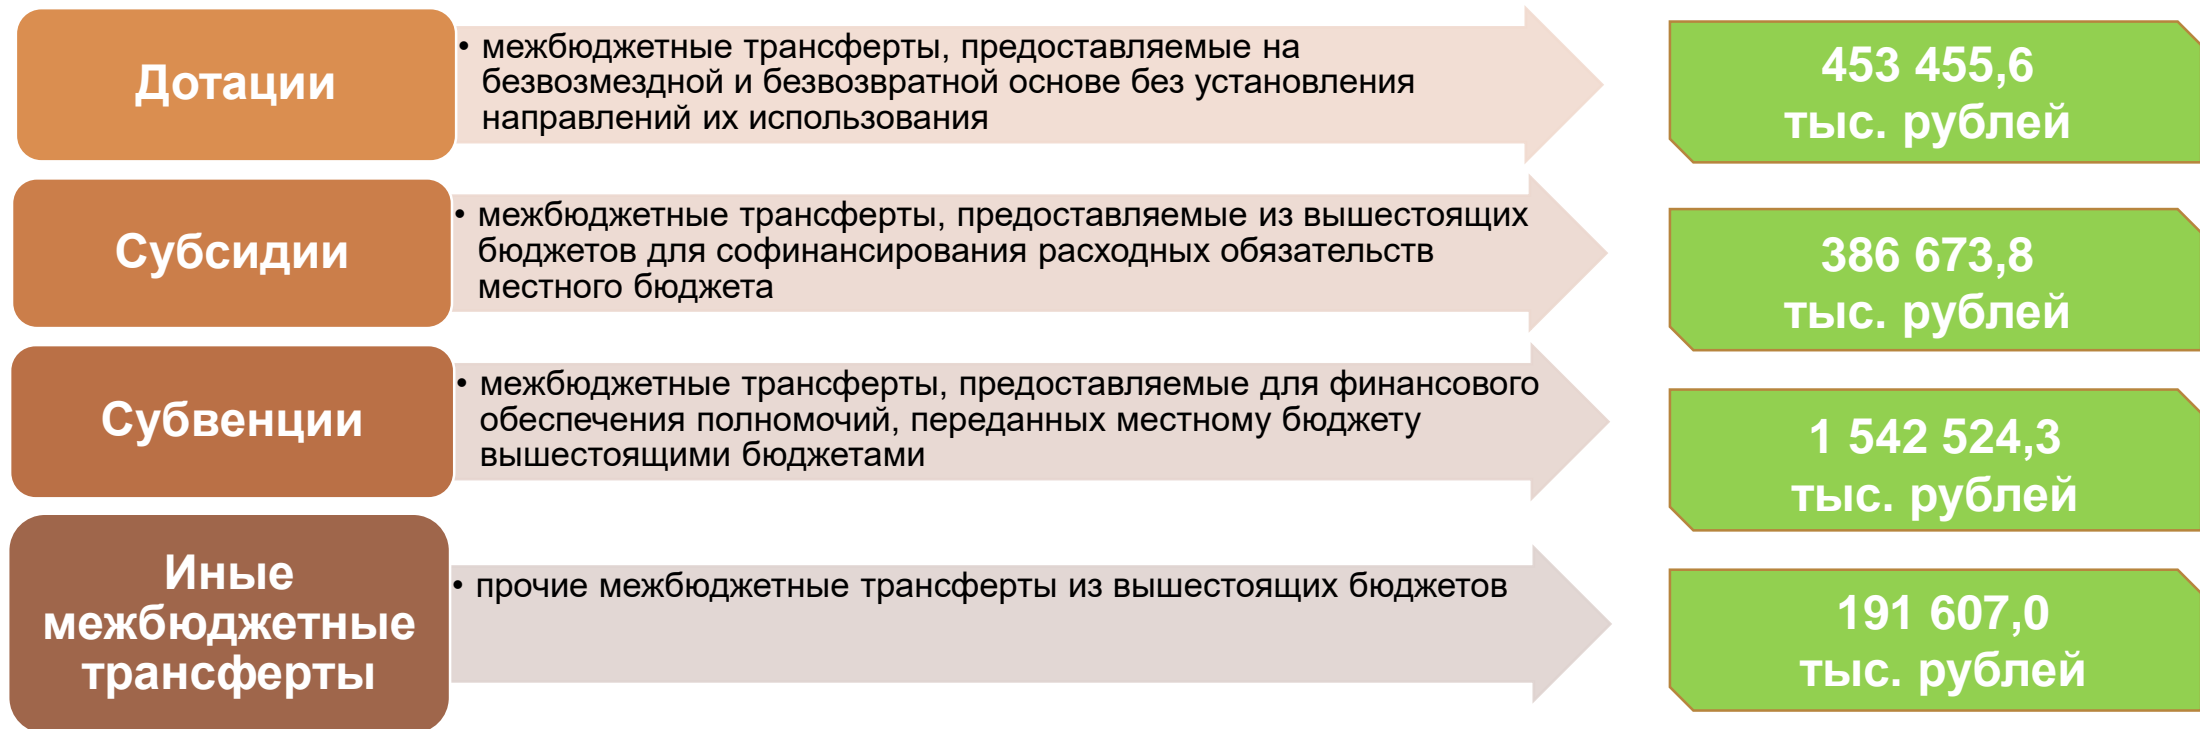 Дотации
• межбюджетные трансферты, предоставляемые на
безвозмездной и безвозвратной основе без установления
направлений их использования
453 455,6
тыс. рублей
Субсидии
• межбюджетные трансферты, предоставляемые из вышестоящих
бюджетов для софинансирования расходных обязательств
местного бюджета
386 673,8
тыс. рублей
Субвенции
• межбюджетные трансферты, предоставляемые для финансового
обеспечения полномочий, переданных местному бюджету
вышестоящими бюджетами
1 542 524,3
тыс. рублей
Иные
межбюджетные
трансферты
• прочие межбюджетные трансферты из вышестоящих бюджетов
191 607,0
тыс. рублей